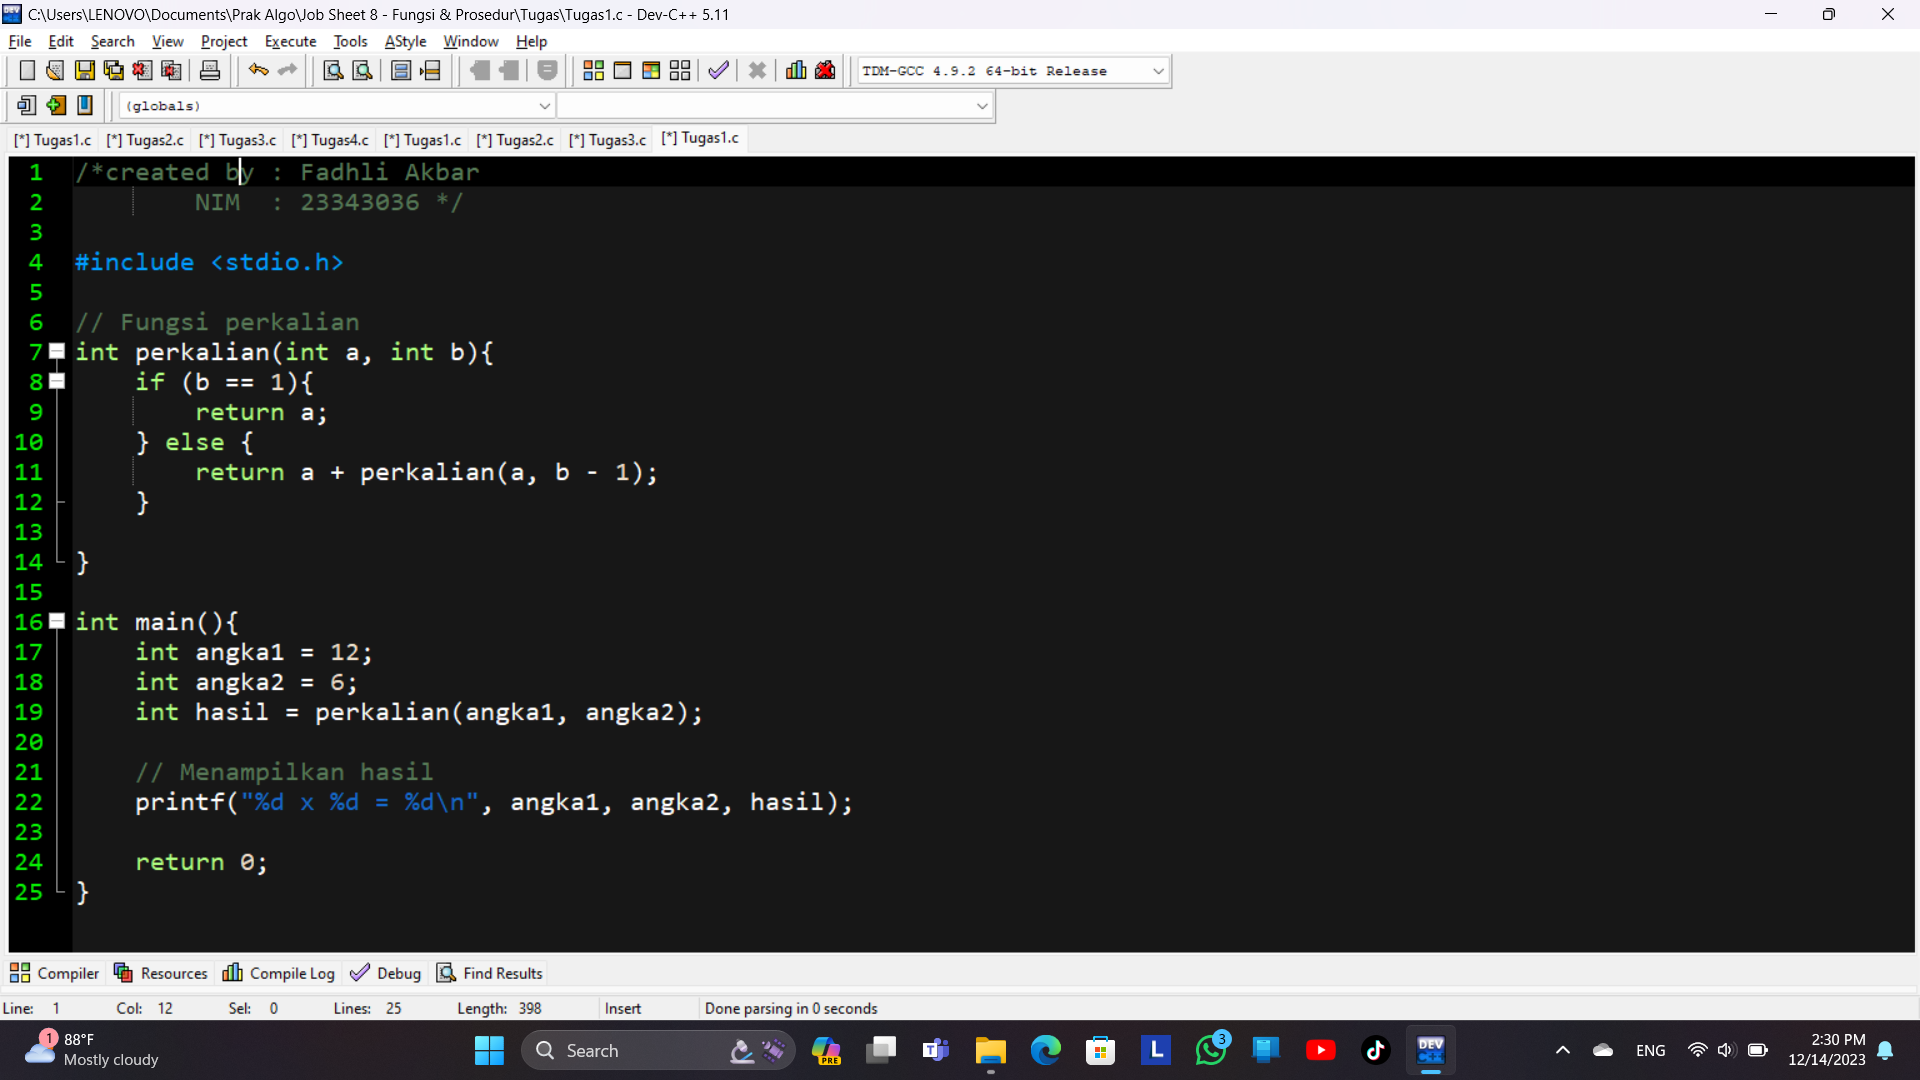 C:\Users\LENOVO\Documents\Prak Algo\Job Sheet 8 - Fungsi & Prosedur\Tugas\Tugas1.c - Dev-C++ 5.11
File Edit Search View Project Execute Tools AStyle Window Help
TDM-GCC 4.9.2 64-bit Release
(globals)
[*] Tugas1.c [*] Tugas2.c [*] Tugas3.c [*] Tugas4.c [*] Tugas1.c [*] Tugas2.c [*] Tugas3.c [*] Tugas1.c
1 /*created by : Fadhli Akbar
2 NIM : 23343036 */
3
4 #include <stdio.h>
5
6 // Fungsi perkalian
7 int perkalian(int a, int b){
8 if (b == 1){
9 return a;
10 } else {
11 return a + perkalian(a, b - 1);
12 }
13
14 }
15
16 int main(){
17 int angka1 = 12;
18 int angka2 = 6;
19 int hasil = perkalian(angka1, angka2);
20
21 // Menampilkan hasil
22 printf("%d x %d = %d\n", angka1, angka2, hasil);
23
24 return 0;
25 }
Compiler Resources Compile Log Debug Find Results
Line: 1 Col: 12 Sel: 0 Lines: 25 Length: 398 Insert Done parsing in 0 seconds
1 88°F
Mostly cloudy
Search
PRE
T
L
3
DEV C++
ENG
2:30 PM
12/14/2023